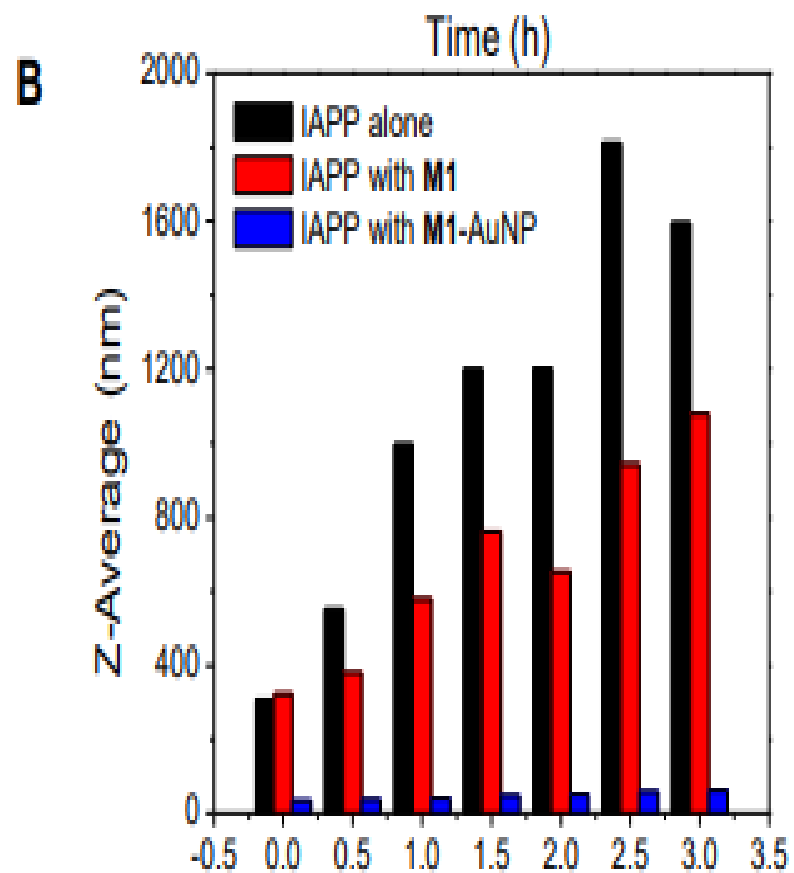 B
Time (h)
2000
1600
1200
800
400
0
Z-Average (nm)
IAPP alone
IAPP with M1
IAPP with M1-AuNP
-0.5 0.0 0.5 1.0 1.5 2.0 2.5 3.0 3.5